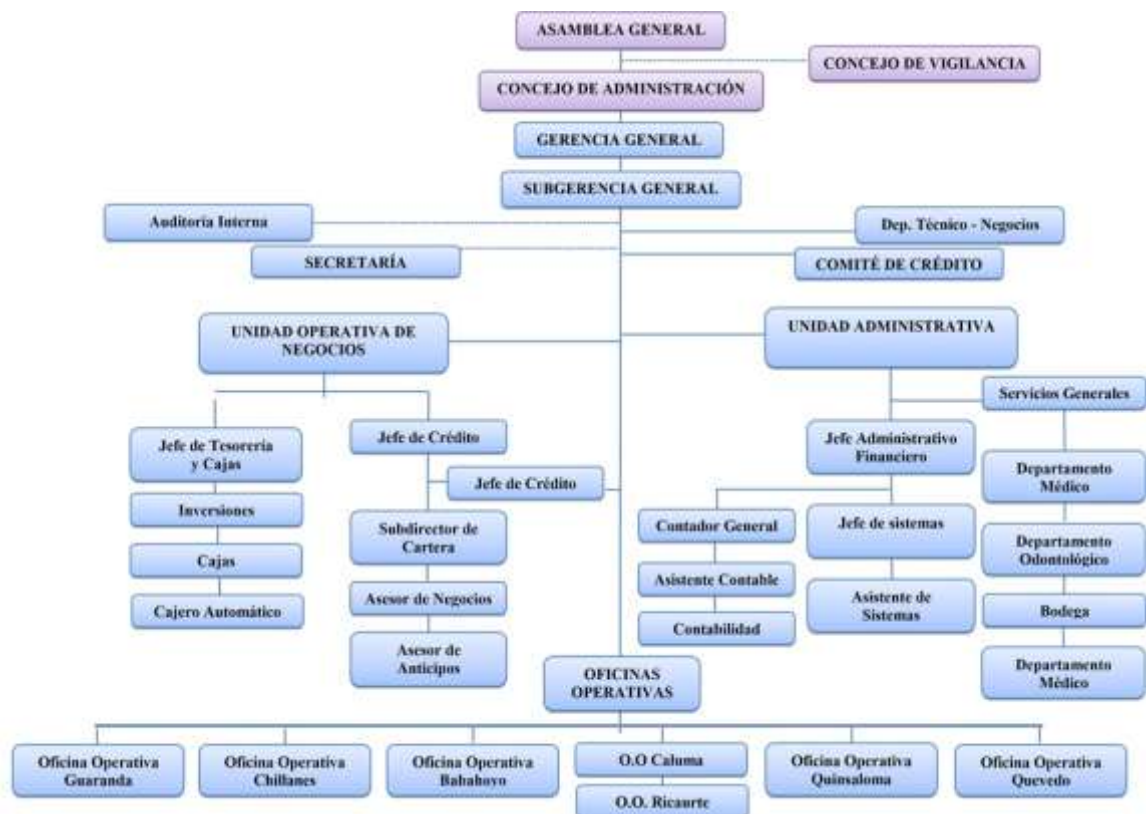 ASAMBLEA GENERAL
CONCEJO DE VIGILANCIA
CONCEJO DE ADMINISTRACIÓN
GERENCIA GENERAL
SUBGERENCIA GENERAL
Auditoría Interna
Dep. Técnico - Negocios
SECRETARÍA
COMITÉ DE CRÉDITO
UNIDAD OPERATIVA DE
NEGOCIOS
UNIDAD ADMINISTRATIVA
Servicios Generales
Jefe de Tesorería
y Cajas
Jefe de Crédito
Jefe Administrativo
Financiero
Departamento
Médico
Jefe de Crédito
Inversiones
Subdirector de
Cartera
Contador General
Jefe de sistemas
Departamento
Odontológico
Cajas
Asistente Contable
Asesor de Negocios
Asistente de
Sistemas
Bodega
Cajero Automático
Contabilidad
Asesor de
Anticipos
Departamento
Médico
OFICINAS
OPERATIVAS
Oficina Operativa
Guaranda
Oficina Operativa
Chillanes
Oficina Operativa
Babahoyo
O.O Caluma
O.O. Ricaurte
Oficina Operativa
Quinsaloma
Oficina Operativa
Quevedo